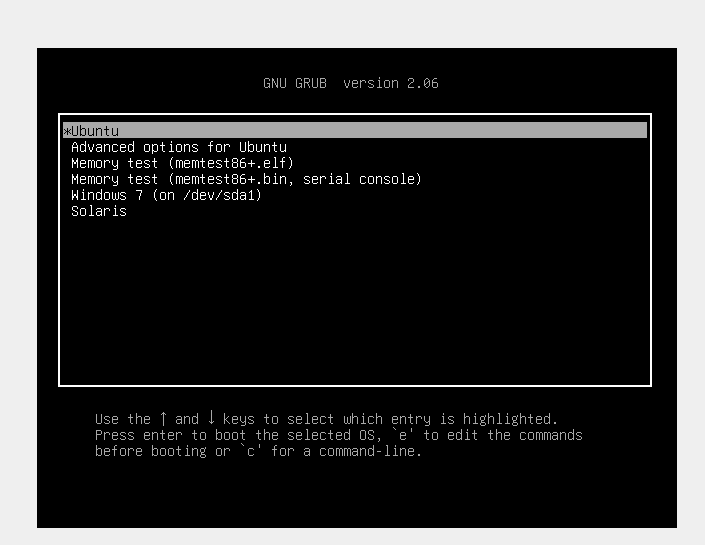 GNU GRUB  version 2.06
*Ubuntu
Advanced options for Ubuntu
Memory test (memtest86+.elf)
Memory test (memtest86+.bin, serial console)
Windows 7 (on /dev/sda1)
Solaris
Use the ↑ and ↓ keys to select which entry is highlighted.
Press enter to boot the selected OS, `e' to edit the commands
before booting or `c' for a command-line.